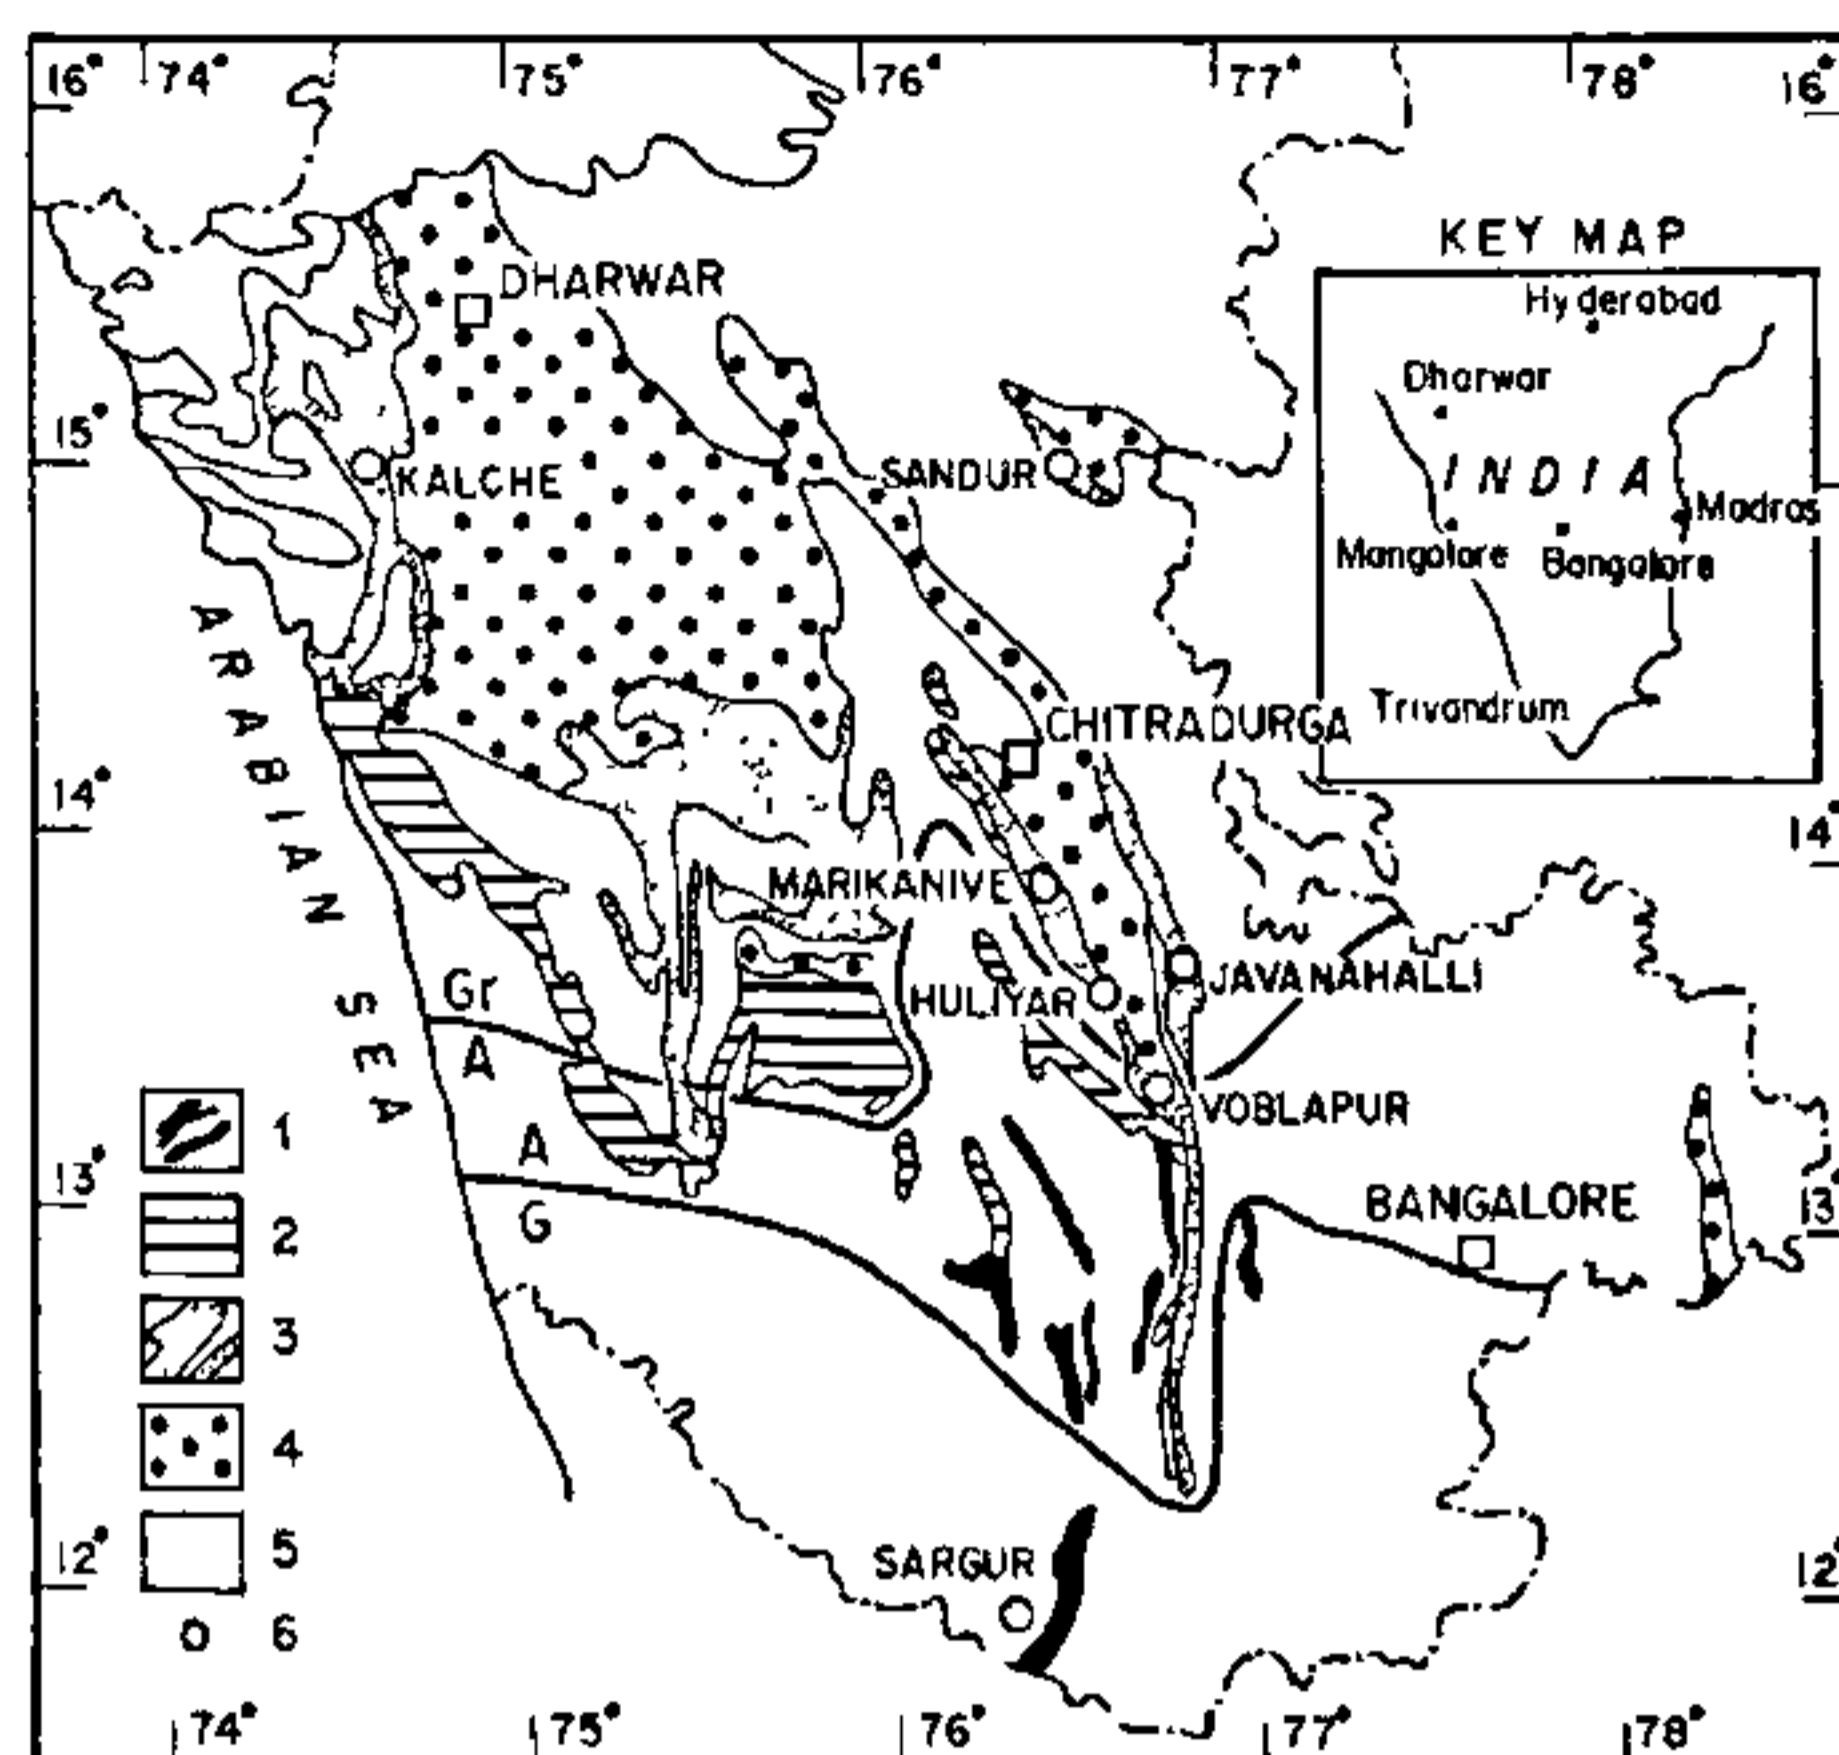 16° 74° 75° 76° 77° 78° 16°
KEY MAP
Hyderabad
DHARWAR
Dharwar
15°
SANDUR
KALCHE
INDIA
Madras
Mangalore Bangalore
ARABIAN SEA
CHITRADURGA
Trivandrum
14°
14°
MARIKANIVE
JAVANAHALLI
Gr
HULIYAR
A
1
VOBLAPUR
A
13°
BANGALORE
13°
G
2
3
4
5
12°
SARGUR
12°
6
74° 75° 76° 77° 78°